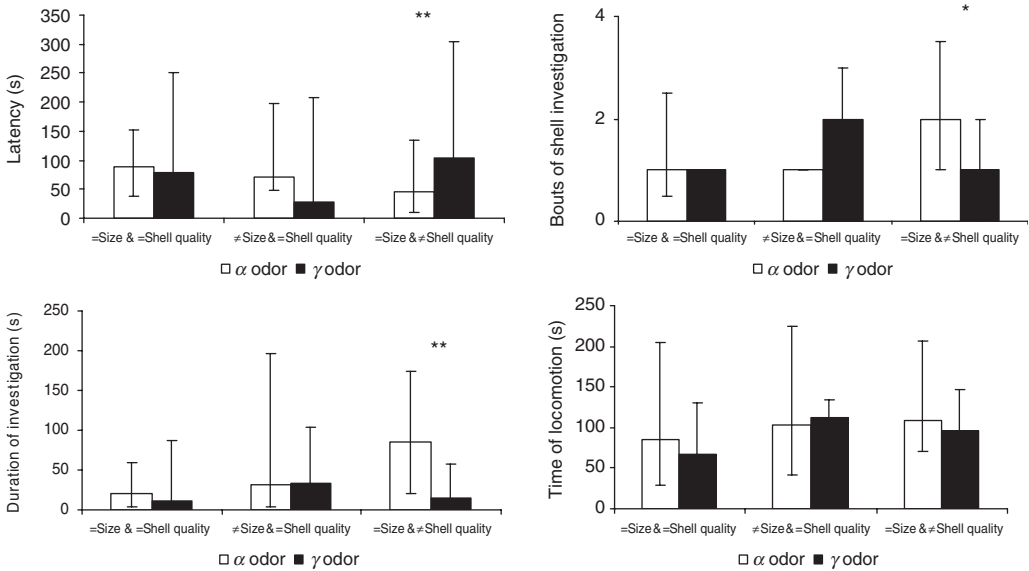 Latency (s)
350
300
250
200
150
100
50
0
**
=Size & =Shell quality ≠Size&=Shell quality =Size &≠Shell quality
α odor γ odor
Bouts of shell investigation
4
2
0
*
=Size & =Shell quality ≠Size&=Shell quality =Size &≠Shell quality
α odor γ odor
Duration of investigation (s)
250
200
150
100
50
0
**
=Size & =Shell quality ≠Size &=Shell quality =Size &≠Shell quality
α odor γ odor
Time of locomotion (s)
250
200
150
100
50
0
=Size &=Shell quality ≠Size &=Shell quality =Size &≠Shell quality
α odor γ odor